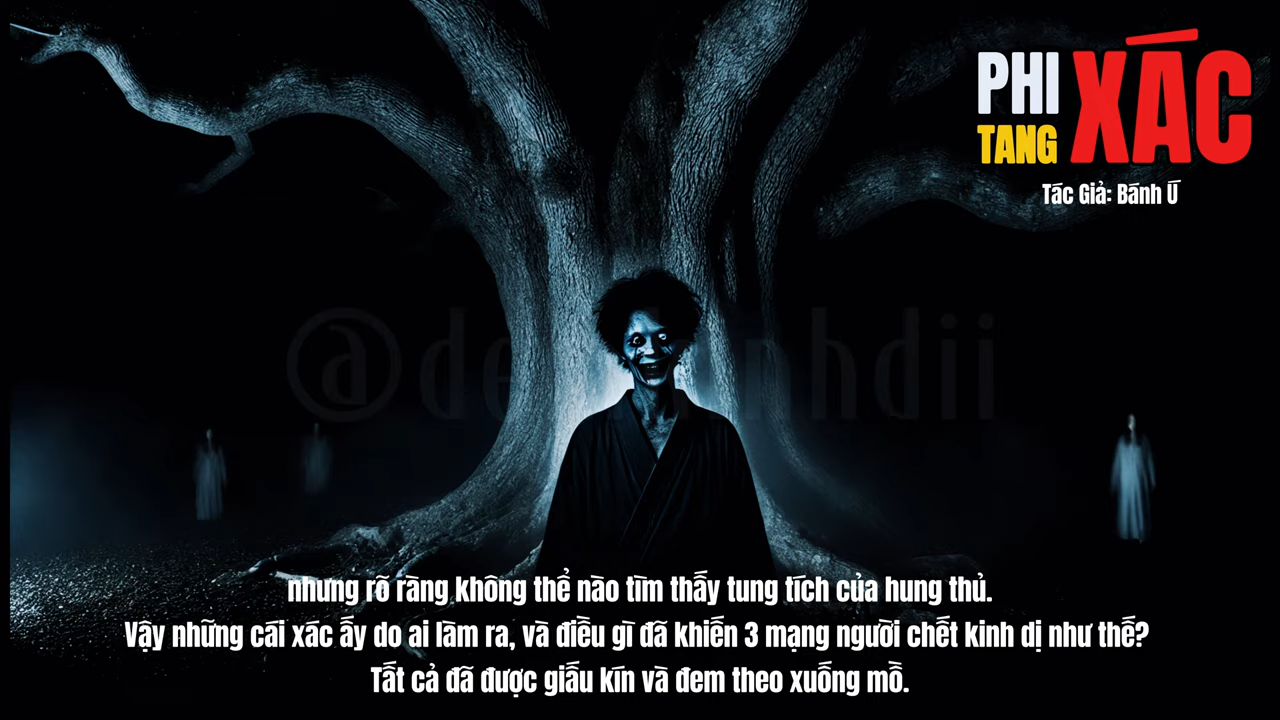 PHI
TANG
XÁC
Tác Giả: Bánh Ú
nhưng rõ ràng không thể nào tìm thấy tung tích của hung thủ.
Vậy những cái xác ấy do ai làm ra, và điều gì đã khiến 3 mạng người chết kinh dị như thế?
Tất cả đã được giấu kín và đem theo xuống mồ.